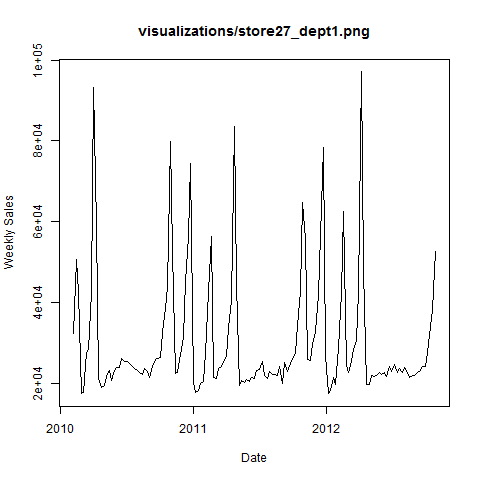 visualizations/store27_dept1.png
1e+05
8e+04
6e+04
4e+04
2e+04
Weekly Sales
2010 2011 2012
Date